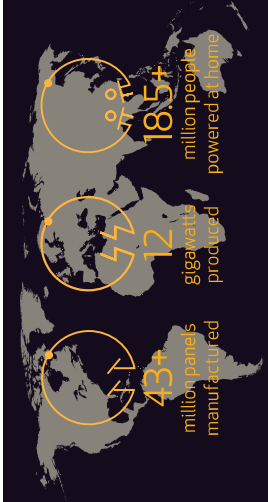 43+
million panels
manufactured
12
gigawatts
produced
18.5+
million people
powered at home